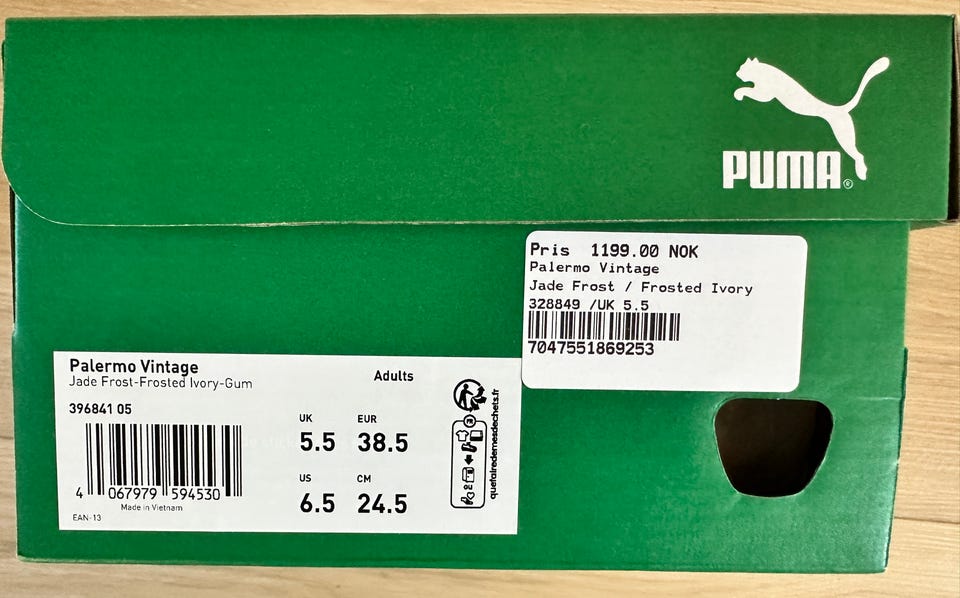 PUMA®
Pris 1199.00 NOK
Palermo Vintage
Jade Frost / Frosted Ivory
328849 /UK 5.5
7047551869253
Palermo Vintage
Jade Frost-Frosted Ivory-Gum
Adults
396841 05
UK EUR
5.5 38.5
US CM
6.5 24.5
4 067979 594530
Made in Vietnam
EAN-13
FR
quefairedemesdechets.fr